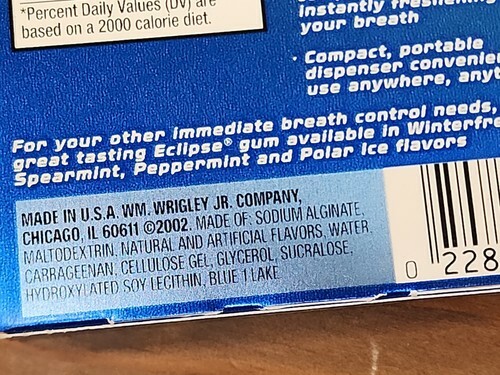 *Percent Daily Values (DV) are
based on a 2000 calorie diet.
instantly freshening
your breath
· Compact, portable
dispenser
use anywhere,
For your other immediate breath control needs,
great tasting Eclipse® gum available in
Spearmint, Peppermint and Polar Ice flavors
MADE IN U.S.A. WM. WRIGLEY JR. COMPANY,
CHICAGO, IL 60611 ©2002. MADE OF: SODIUM ALGINATE,
MALTODEXTRIN, NATURAL AND ARTIFICIAL FLAVORS, WATER,
CARRAGEENAN, CELLULOSE GEL, GLYCEROL, SUCRALOSE,
HYDROXYLATED SOY LECITHIN, BLUE 1 LAKE
0 228